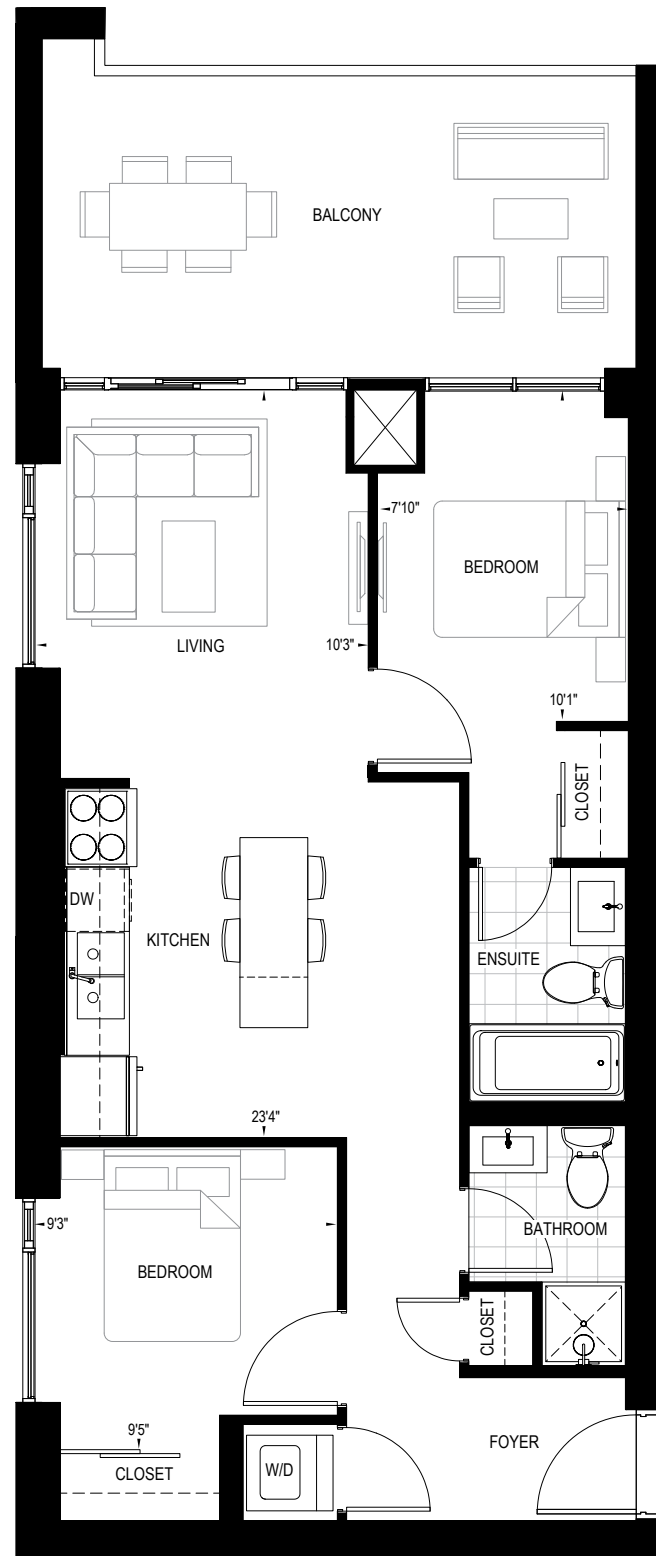 BALCONY
7'10"
BEDROOM
LIVING
10'3"
10'1"
CLOSET
DW
KITCHEN
ENSUITE
23'4"
9'3"
BATHROOM
BEDROOM
CLOSET
9'5"
CLOSET
W/D
FOYER